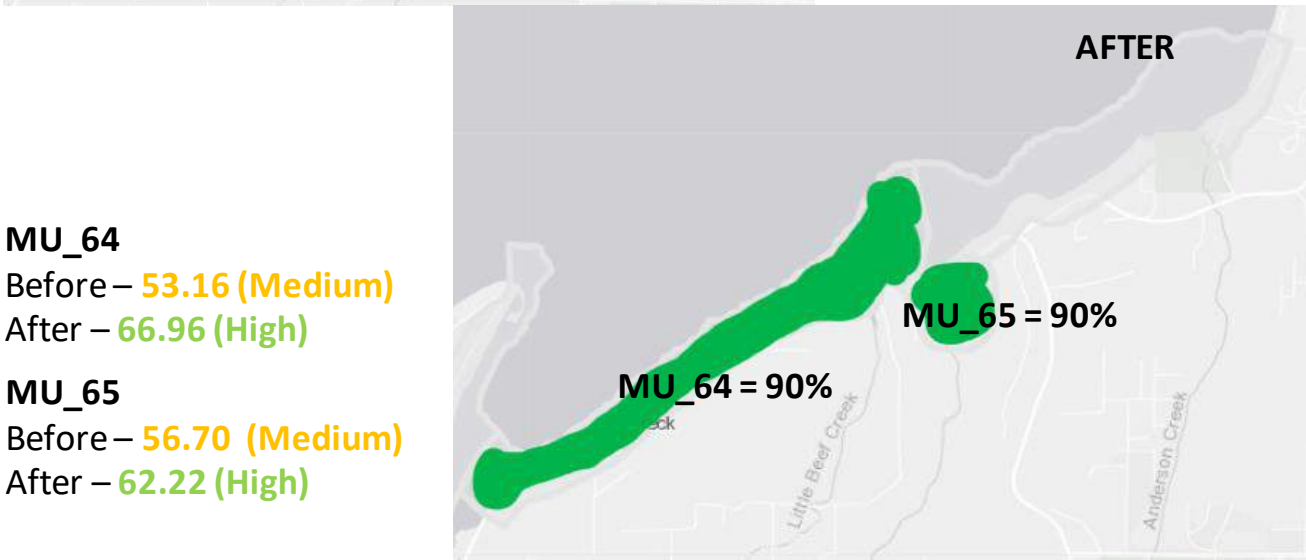 AFTER
MU_64
Before – 53.16 (Medium)
After – 66.96 (High)
MU_65
Before – 56.70 (Medium)
After – 62.22 (High)
MU_65 = 90%
MU_64 = 90%
eck
Little Beef Creek
Anderson Creek